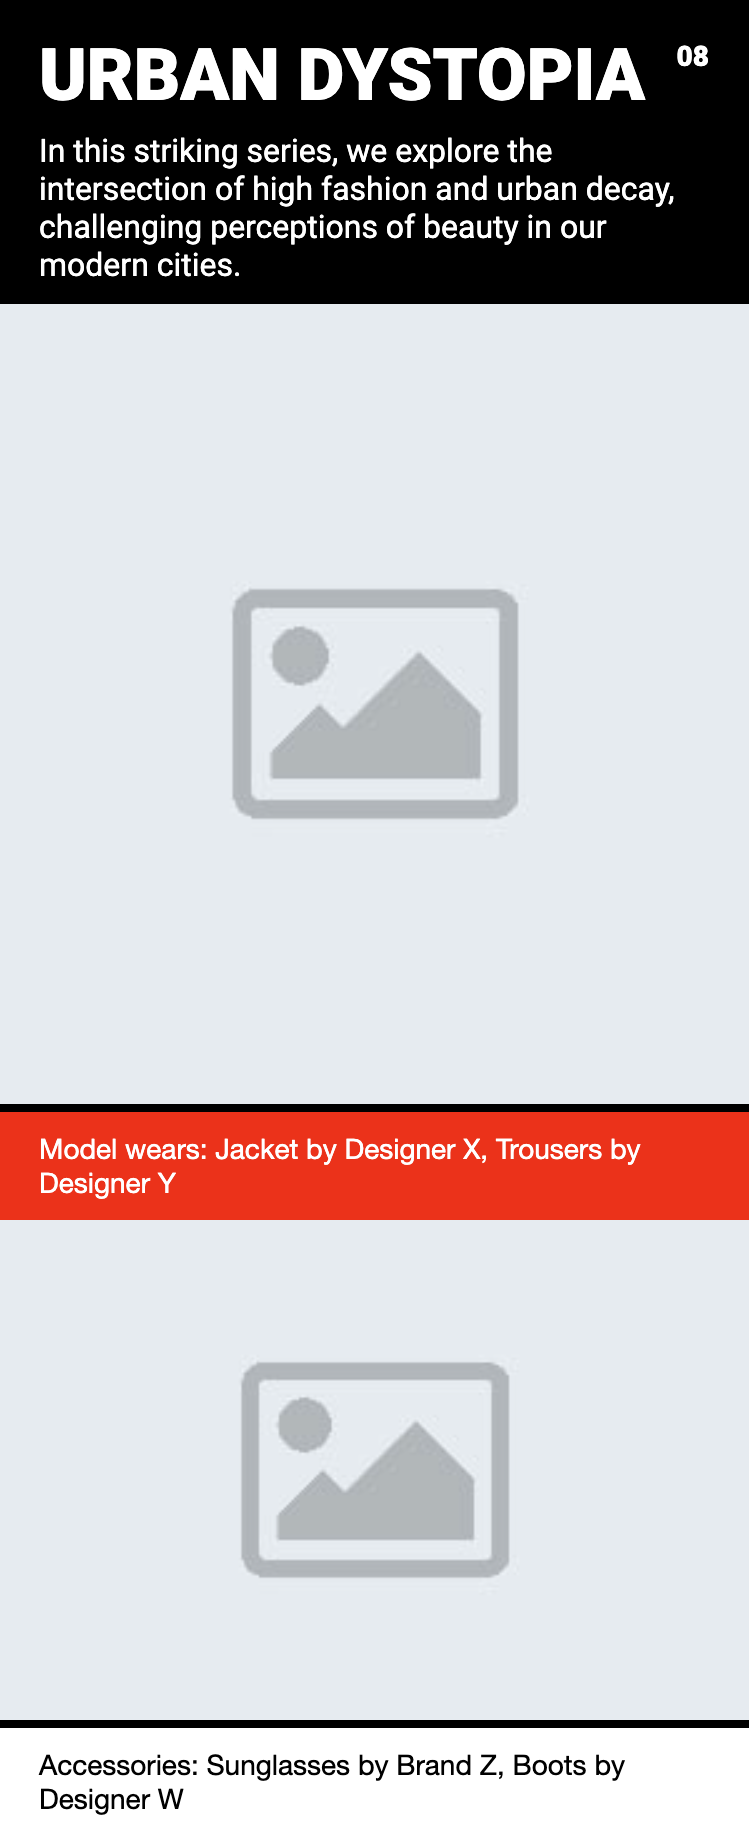 URBAN DYSTOPIA 08
In this striking series, we explore the
intersection of high fashion and urban decay,
challenging perceptions of beauty in our
modern cities.
Model wears: Jacket by Designer X, Trousers by
Designer Y
Accessories: Sunglasses by Brand Z, Boots by
Designer W